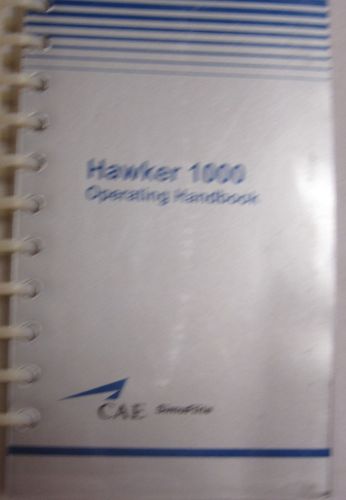 Hawker 1000
Operating Handbook
CAE SimuFlite